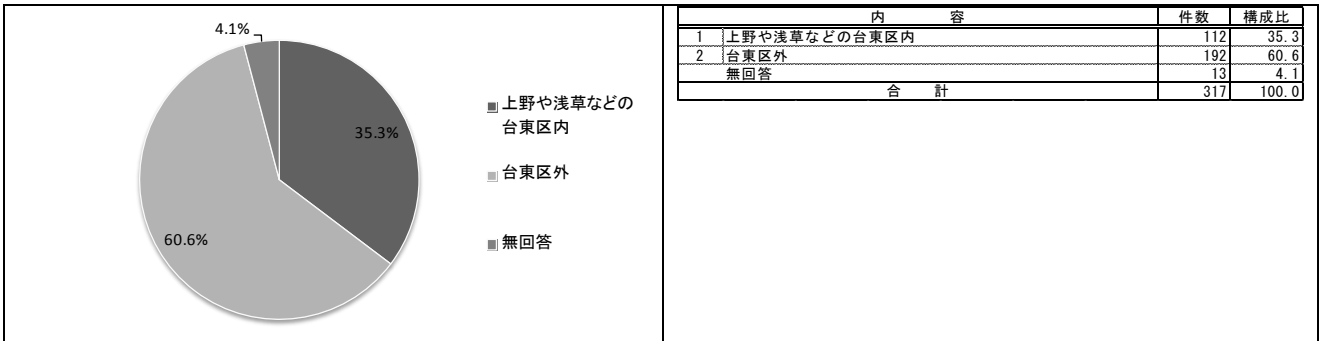 4.1%
35.3%
60.6%
上野や浅草などの
台東区内
台東区外
無回答
内 容 件数 構成比
1 上野や浅草などの台東区内 112 35.3
2 台東区外 192 60.6
無回答 13 4.1
合 計 317 100.0